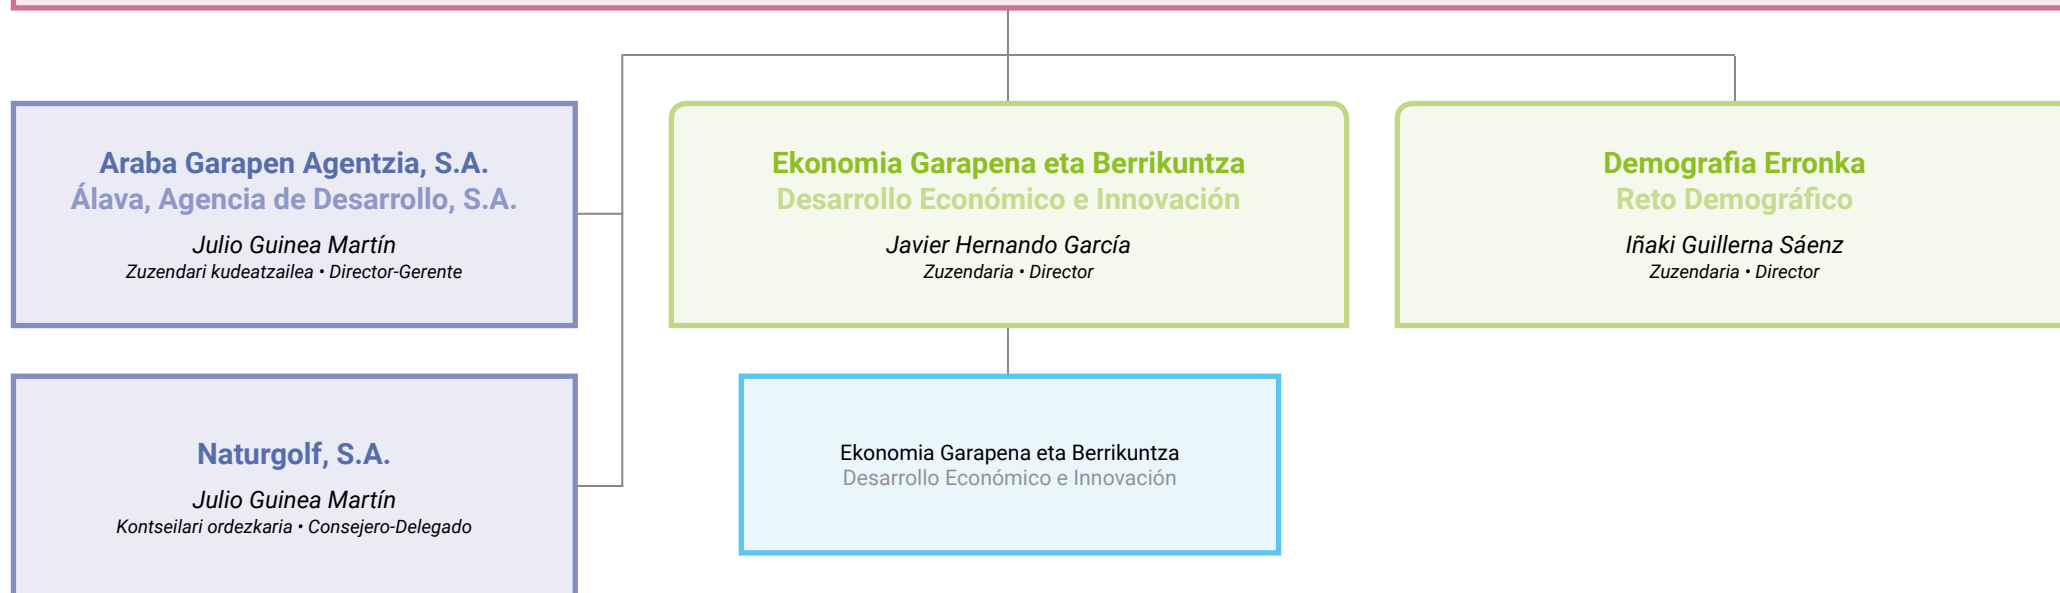 Araba Garapen Agentzia, S.A.
Álava, Agencia de Desarrollo, S.A.
Julio Guinea Martín
Zuzendari kudeatzailea • Director-Gerente
Ekonomia Garapena eta Berrikuntza
Desarrollo Económico e Innovación
Javier Hernando García
Zuzendaria • Director
Demografia Erronka
Reto Demográfico
Iñaki Guillerna Sáenz
Zuzendaria • Director
Naturgolf, S.A.
Julio Guinea Martín
Kontseilari ordezkaria • Consejero-Delegado
Ekonomia Garapena eta Berrikuntza
Desarrollo Económico e Innovación